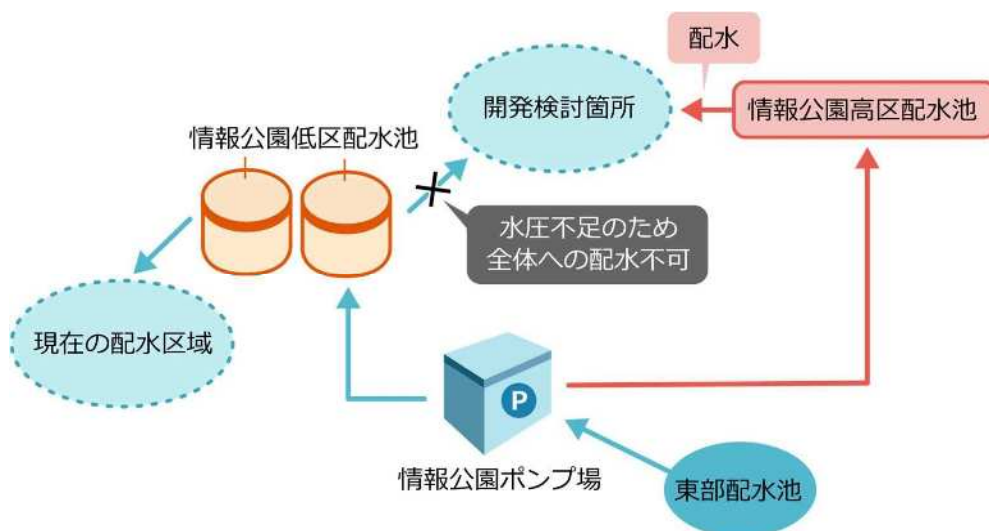 配水
開発検討箇所
情報公園高区配水池
情報公園低区配水池
水圧不足のため
全体への配水不可
現在の配水区域
P
情報公園ポンプ場
東部配水池